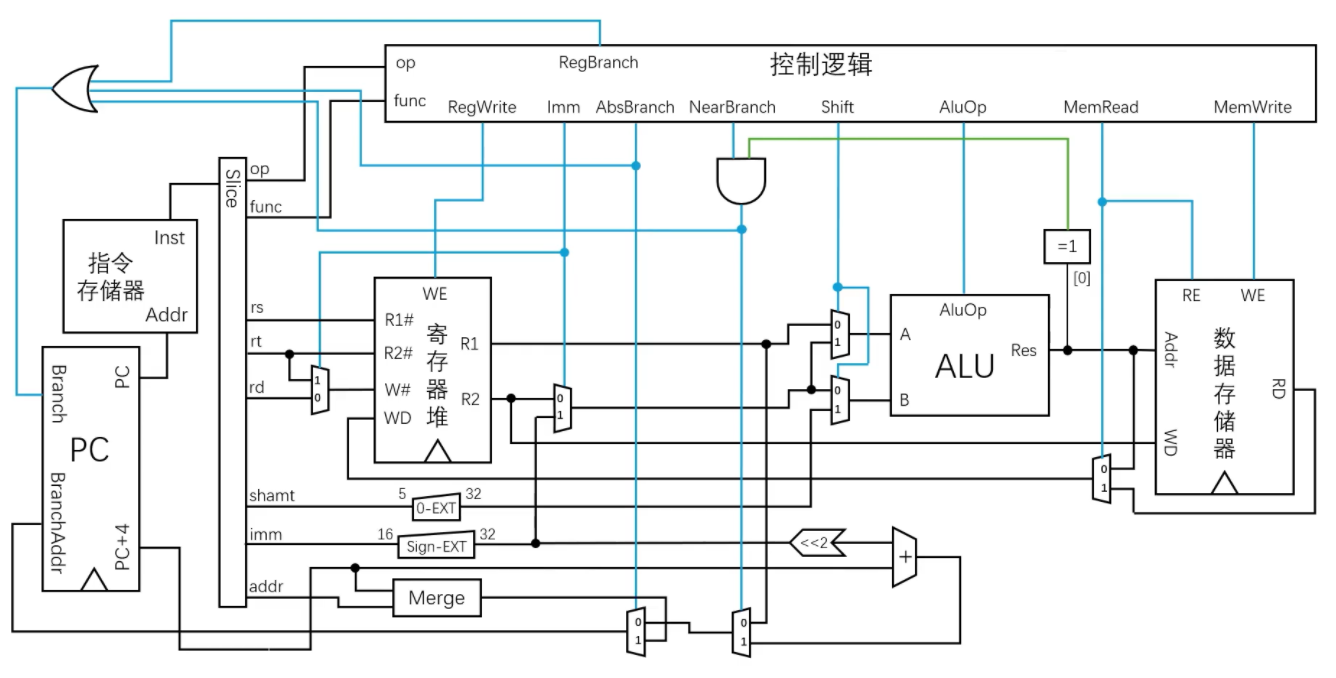 控制逻辑
op
RegBranch
func
RegWrite
Imm
AbsBranch
NearBranch
Shift
AluOp
MemRead
MemWrite
Slice
op
func
rs
rt
rd
shamt
imm
addr
指令
存储器
Inst
Addr
PC
Branch
PC
BranchAddr
PC+4
1
0
WE
R1#
R2#
W#
WD
寄
存
器
堆
R1
R2
0
1
0
1
0
1
AluOp
A
B
ALU
Res
=1
[0]
RE
WE
Addr
WD
数
据
存
储
器
RD
0
1
5
0-EXT
32
16
Sign-EXT
32
<<2
+
Merge
0
1
0
1